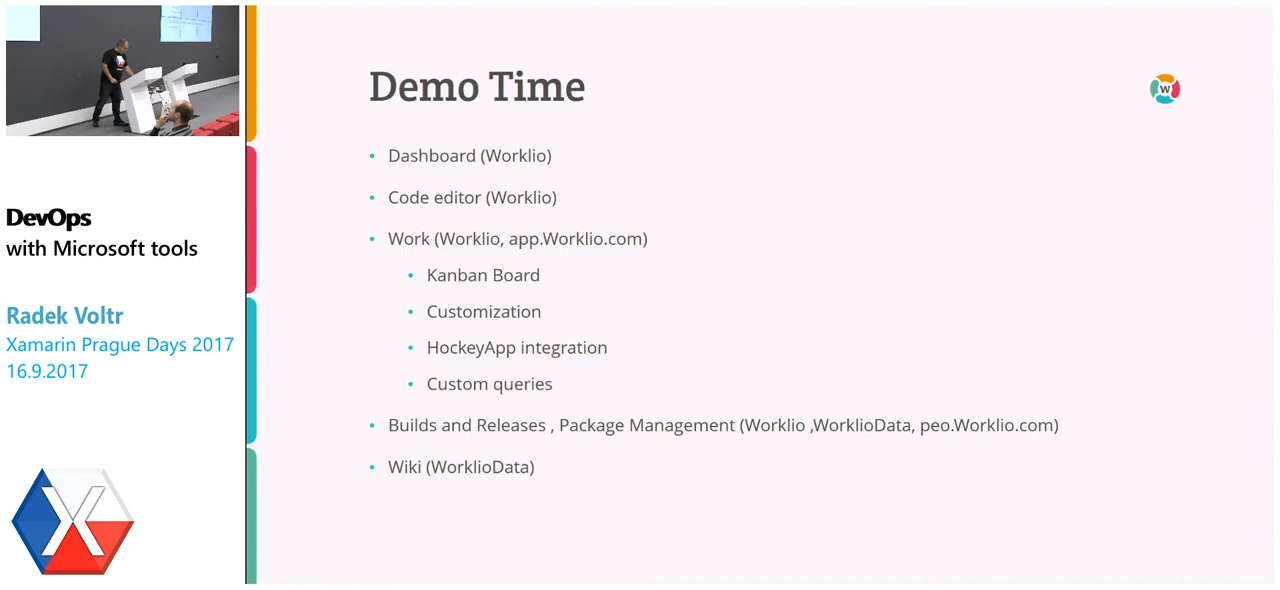 DevOps
with Microsoft tools
Radek Voltr
Xamarin Prague Days 2017
16.9.2017
X
Demo Time
W
• Dashboard (Worklio)
• Code editor (Worklio)
• Work (Worklio, app.Worklio.com)
• Kanban Board
• Customization
• HockeyApp integration
• Custom queries
• Builds and Releases , Package Management (Worklio ,WorklioData, peo.Worklio.com)
• Wiki (WorklioData)